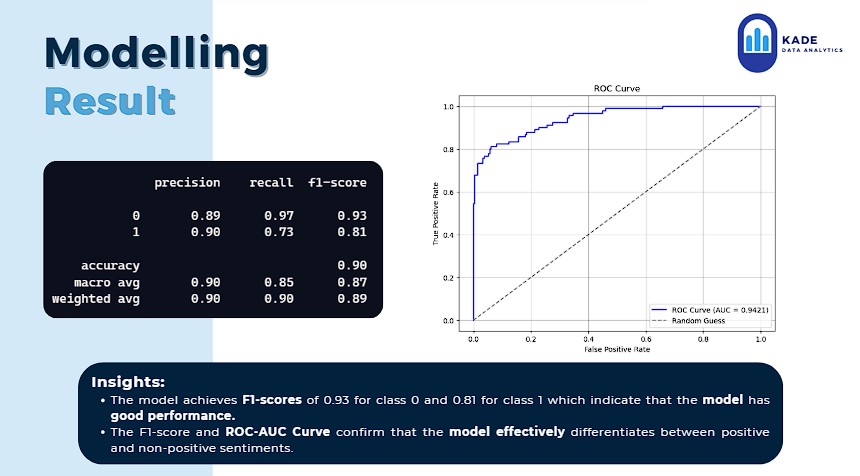 Modelling
Result
KADE
DATA ANALYTICS
precision recall f1-score
0 0.89 0.97 0.93
1 0.90 0.73 0.81
accuracy 0.90
macro avg 0.90 0.85 0.87
weighted avg 0.90 0.90 0.89
ROC Curve
True Positive Rate
1.0
0.8
0.6
0.4
0.2
0.0
0.0 0.2 0.4 0.6 0.8 1.0
False Positive Rate
ROC Curve (AUC = 0.9421)
Random Guess
Insights:
• The model achieves F1-scores of 0.93 for class 0 and 0.81 for class 1 which indicate that the model has
good performance.
• The F1-score and ROC-AUC Curve confirm that the model effectively differentiates between positive
and non-positive sentiments.